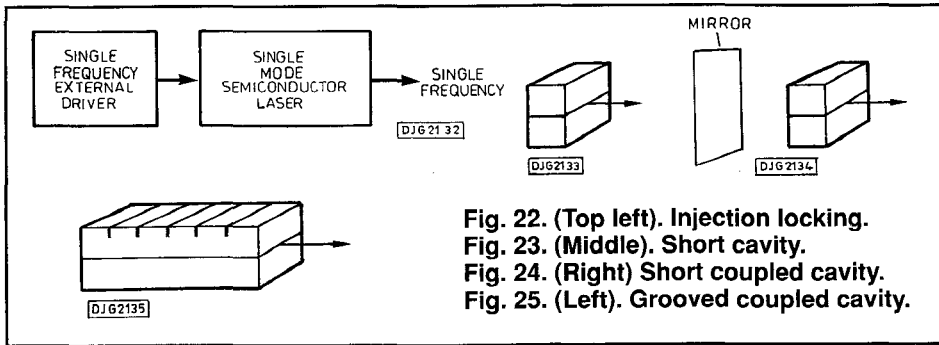 SINGLE
FREQUENCY
EXTERNAL
DRIVER
SINGLE
MODE
SEMICONDUCTOR
LASER
SINGLE
FREQUENCY
DJG2132
DJG2133
MIRROR
DJG2134
DJG2135
Fig. 22. (Top left). Injection locking.
Fig. 23. (Middle). Short cavity.
Fig. 24. (Right) Short coupled cavity.
Fig. 25. (Left). Grooved coupled cavity.